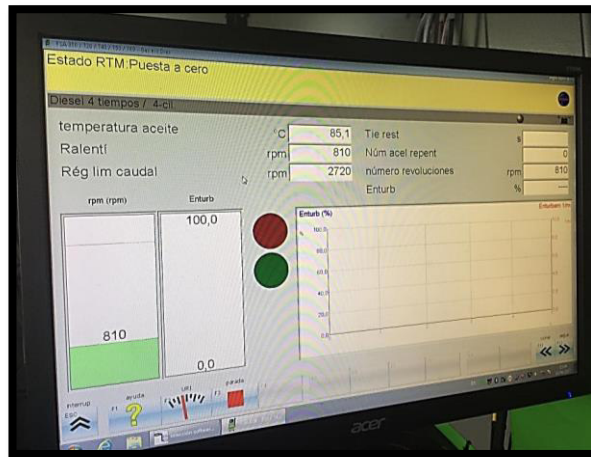 Estado RTM:Puesta a cero
Diesel 4 tiempos / 4-cil
temperatura aceite °C 85,1 Tie rest s
Ralentí rpm 810 Núm acel repent 0
Rég lim caudal rpm 2720 número revoluciones rpm 810
Enturb % ---
rpm (rpm) Enturb Enturb (%)
100,0
100,0
80,0
60,0
40,0
20,0
0,0
810
0,0
Interrup
Esc
F1 ayuda
F2 parada
acer